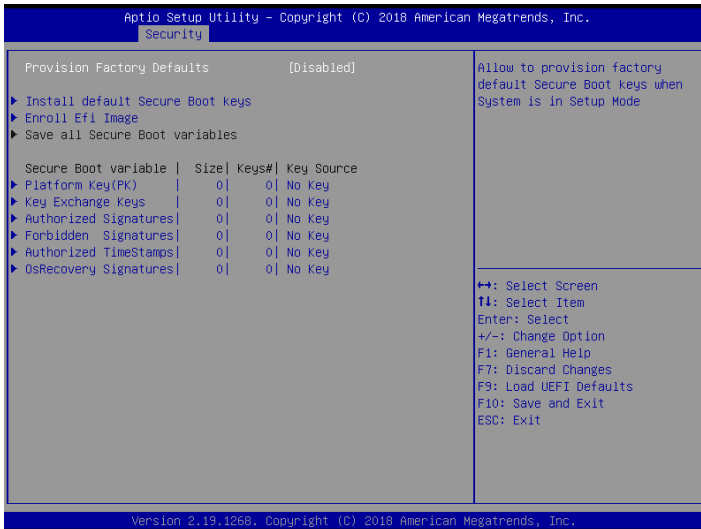 Aptio Setup Utility – Copyright (C) 2018 American Megatrends, Inc.
Security
Provision Factory Defaults [Disabled]
▶ Install default Secure Boot keys
▶ Enroll Efi Image
▶ Save all Secure Boot variables
Secure Boot variable | Size| Keys#| Key Source
▶ Platform Key(PK) | 0| 0| No Key
▶ Key Exchange Keys | 0| 0| No Key
▶ Authorized Signatures| 0| 0| No Key
▶ Forbidden Signatures| 0| 0| No Key
▶ Authorized TimeStamps| 0| 0| No Key
▶ OsRecovery Signatures| 0| 0| No Key
Allow to provision factory
default Secure Boot keys when
System is in Setup Mode
↔: Select Screen
↑↓: Select Item
Enter: Select
+/-: Change Option
F1: General Help
F7: Discard Changes
F9: Load UEFI Defaults
F10: Save and Exit
ESC: Exit
Version 2.19.1268. Copyright (C) 2018 American Megatrends, Inc.